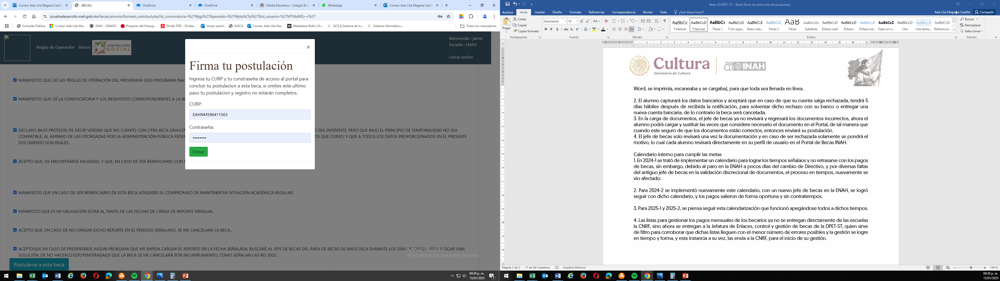 Correo: Ada Lilia Magana Castil
.:BECAS:.
OneDrive
OneDrive
Oferta Educativa – Colegio Broc
WhatsApp
Correo: Ada Lilia Magana Castil
pruebadesarrollo.inah.gob.mx/becas/alumno/formato_solicitud.php?id_convocatoria=%27Mjgz%27&periodo=%27MjAyNC0y%27&id_usuario=%27MTMxMQ==%27
Consulta Pública
Correo: Ada Lilia Ma...
INAH - SINAFO
Proyecto del Presup...
Dividir PDF - Divida...
Iniciar sesión
SIGCA
Correo: Ada Lilia Ma...
Mediateca INAH | El...
SICS || Sistema de In...
Sistema Informático...
Todos los marcadores
Reglas de Operación
Avisos
CONTRALORÍA
SOCIAL
Bienvenido : jaime
Escuela : ENAH
Cerrar sesión
MANIFIESTO QUE LEÍ LAS REGLAS DE OPERACIÓN DEL PROGRAMA S303 PROGRAMA NAC
MANIFIESTO QUE LEÍ LA CONVOCATORIA Y LOS REQUISITOS CORRESPONDIENTES A LA BE
DECLARO BAJO PROTESTA DE DECIR VERDAD QUE NO CUENTO CON OTRA BECA SIMULTÁ
O SEA DIFERENTE, PERO QUE BAJO EL PRINCIPIO DE TEMPORALIDAD NO SEA
COMPATIBLE, AL AMPARO DE LAS OTORGADAS POR LA ADMINISTRACIÓN PÚBLICA FEDER
OS QUE CURSO; Y QUE A TODOS LOS DATOS PROPORCIONADOS EN EL PRESENTE
DOCUMENTO SON REALES.
ACEPTO QUE, DE ENCONTRARSE FALSEDAD, Y QUE, EN CASO DE SER BENEFICIARIO CON U
MANIFIESTO QUE EN CASO DE SER BENEFICIARIO DE ESTA BECA ADQUIERO EL COMPROMISO DE MANTENER MI SITUACIÓN ACADÉMICA REGULAR.
MANIFESTO QUE ES MI OBLIGACIÓN ESTAR AL TANTO DE LAS FECHAS DE CARGA DE REPORTE MENSUAL.
ACEPTO QUE, EN CASO DE NO CARGAR DICHO REPORTE EN EL PERIODO SEÑALADO, SE ME CANCELARÁ LA BECA..
ACEPTOQUE EN CASO DE PRESENTARSE ALGUN PROBLEMA QUE ME IMPIDA CARGAR EL REPORTE EN LA FECHA SEÑALADA, BUSCARÉ AL JEFE DE BECAS DEL ÁREA DE BECAS DE MIESCUELA DURANTE LOS DÍAS DE CARGA PARA BUSCAR UNA
SOLUCIÓN, DE NO HACERLO ESTOYENTERADA(O) QUE LA BECA SE ME CANCELARÁ POR INCUMPLIMIENTO, COMO SEÑALAN LAS RO 2025.
Ve a Configuración para activar Windows.
Postularse a esta beca
×
Firma tu postulación
Ingresa tu CURP y tu constraseña de acceso al portal para
concluir tu postulacion a esta beca, si omites este ultimo
paso tu postulacion y registro no estarán completos.
CURP:
EAHNM596411563
Contraseña:
••••••••
Firmar
04:30 p. m.
15/01/2025
Nota 10 DPET-ST - Word (Error de activación de productos)
Archivo
Inicio
Insertar
Diseño
Formato
Referencias
Correspondencia
Revisar
Vista
¿Qué desea hacer?
Ada Lilia Maga�a Castillo
Compartir
Pegar
Cortar
Copiar
Copiar formato
Portapapeles
Geomanist
10
Fuente
Párrafo
¶ Default
¶ Normal
Título 1
¶ Sin espa...
Texto inde...
Título 2
Título
Subtítulo
Énfasis sutil
Énfasis
Énfasis int...
Texto en n...
Cita
Cita desta...
Referencia...
Estilos
Buscar
Reemplazar
Seleccionar
Edición
Cultura
Secretaría de Cultura
85 INAH
Word, se imprimía, escaneaba y se cargaba), para que toda sea llenada en línea.
2. El alumno capturará los datos bancarios y aceptará que en caso de que su cuenta salga rechazada, tendrá 5
días hábiles después de recibida la notificación, para solventar dicho rechazo con su banco o entregar una
nueva cuenta bancaria, de lo contrario la beca será cancelada.
3. En la carga de documentos, el jefe de becas ya no revisará y regresará los documentos incorrectos, ahora el
alumno podrá cargar y sustituir las veces que considere necesario el documento en el Portal, de tal manera que
cuando este seguro de que los documentos están correctos, entonces enviará su postulación.
4. El jefe de becas solo revisará una vez la documentación y en caso de ser rechazada solamente se pondrá el
motivo, lo cual cada alumno revisará directamente en su perfil de usuario en el Portal de Becas INAH.
Calendario interno para cumplir las metas
1. En 2024-1 se trató de implementar un calendario para lograr los tiempos señalaos y no retrasarse con los pagos
de becas, sin embargo, debido al paro en la ENAH a pocos días del cambio de Directivo, y por diversas faltas
del antiguo jefe de becas en la validación discrecional de documentos, el proceso en tiempos, nuevamente se
vio afectado.
2. Para 2024-2 se implementó nuevamente este calendario, con un nuevo jefe de becas en la ENAH, se logró
seguir con dicho calendario, y los pagos salieron de forma oportuna y sin contratiempos.
3. Para 2025-1 y 2025-2, se piensa seguir esta calendarización que funcionó apegándose todos a dichos tiempos.
4. Las listas para gestionar los pagos mensuales de los becarios ya no se entregan directamente de las escuelas
la CNRF, sino ahora se entregan a la Jefatura de Enlaces, control y gestión de becas de la DPET-ST, quien sirve
de filtro para corroborar que dichas listas lleguen con el menor número de errores posibles y la gestión se logre
en tiempo y forma, y esta instancia a su vez, las envía a la CNRF, para el inicio de su gestión.
Página 2 de 2
17 de 841 palabras
Español (México)
140 %
04:30 p. m.
15/01/2025